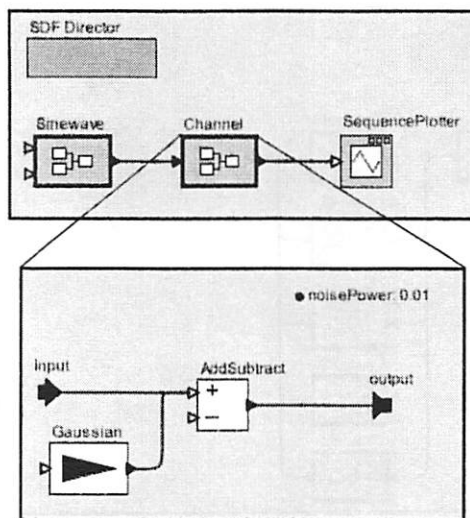 SDF Director
Sinewave
Channel
SequencePlotter
noisePower: 0.01
input
AddSubtract
output
+
−
Gaussian